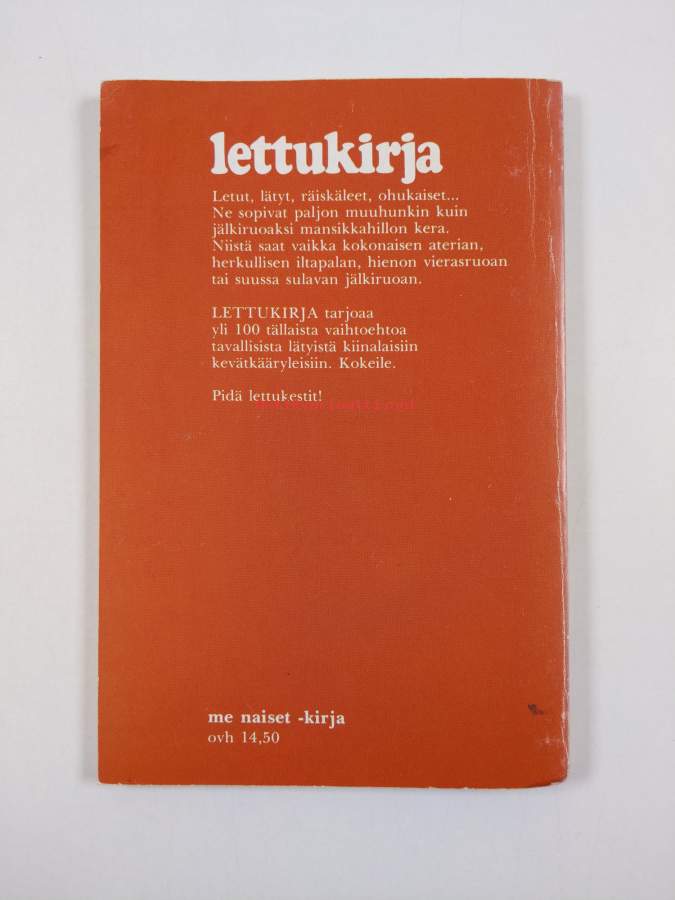 lettukirja
Letut, lätyt, räiskäleet, ohukaiset...
Ne sopivat paljon muuhunkin kuin
jälkiruoaksi mansikkahillon kera.
Niistä saat vaikka kokonaisen aterian,
herkullisen iltapalan, hienon vierasruoan
tai suussa sulavan jälkiruoan.
LETTUKIRJA tarjoaa
yli 100 tällaista vaihtoehtoa
tavallisista lätyistä kiinalaisiin
kevätkääryleisiin. Kokeile.
Pidä lettukestit!
me naiset -kirja
ovh 14,50